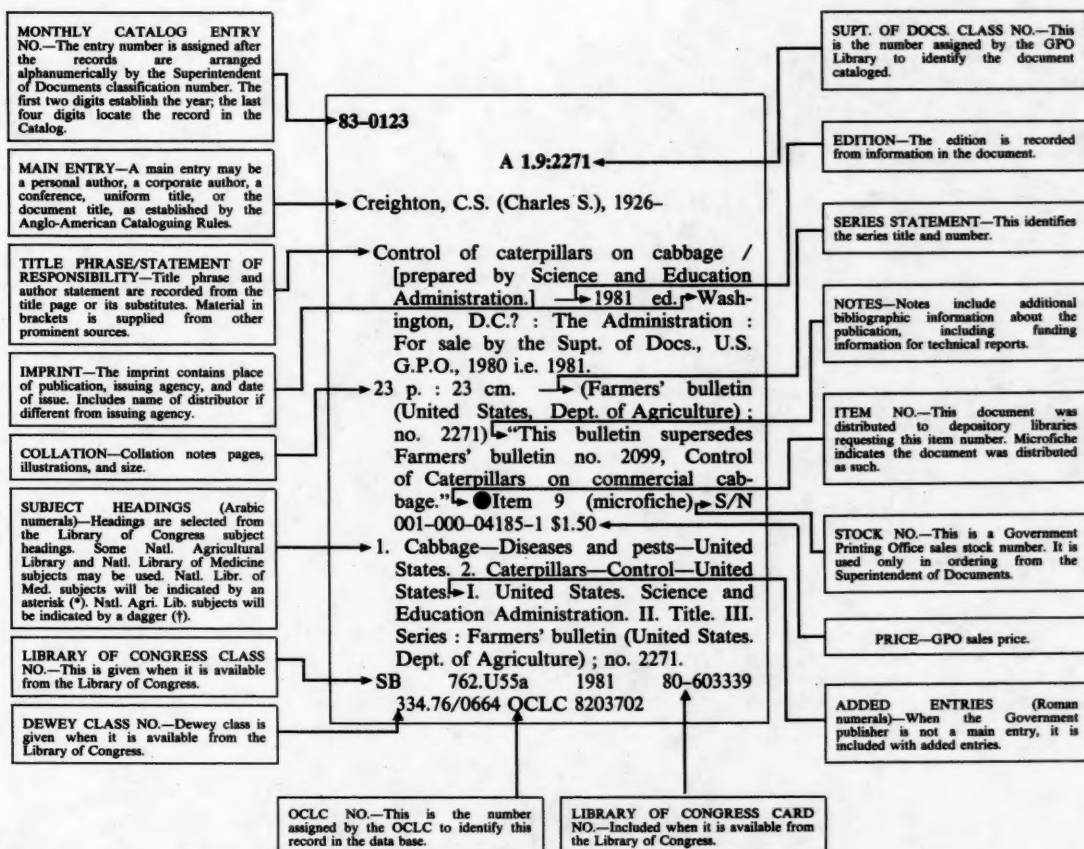 MONTHLY CATALOG ENTRY
NO.—The entry number is assigned after
the records are arranged
alphanumerically by the Superintendent
of Documents classification number. The
first two digits establish the year; the last
four digits locate the record in the
Catalog.
MAIN ENTRY—A main entry may be
a personal author, a corporate author, a
conference, uniform title, or the
document title, as established by the
Anglo-American Cataloguing Rules.
TITLE PHRASE/STATEMENT OF
RESPONSIBILITY—Title phrase and
author statement are recorded from the
title page or its substitutes. Material in
brackets is supplied from other
prominent sources.
IMPRINT—The imprint contains place
of publication, issuing agency, and date
of issue. Includes name of distributor if
different from issuing agency.
COLLATION—Collation notes pages,
illustrations, and size.
SUBJECT HEADINGS (Arabic
numerals)—Headings are selected from
the Library of Congress subject
headings. Some Natl. Agricultural
Library and Natl. Library of Medicine
subjects may be used. Natl. Libr. of
Med. subjects will be indicated by an
asterisk (*). Natl. Agri. Lib. subjects will
be indicated by a dagger (†).
LIBRARY OF CONGRESS CLASS
NO.—This is given when it is available
from the Library of Congress.
DEWEY CLASS NO.—Dewey class is
given when it is available from the
Library of Congress.
83–0123
A 1.9:2271
Creighton, C.S. (Charles S.), 1926–
Control of caterpillars on cabbage /
[prepared by Science and Education
Administration.] 1981 ed. Wash-
ington, D.C.? : The Administration :
For sale by the Supt. of Docs., U.S.
G.P.O., 1980 i.e. 1981.
23 p. : 23 cm. (Farmers' bulletin
(United States, Dept. of Agriculture) :
no. 2271) “This bulletin supersedes
Farmers' bulletin no. 2099, Control
of Caterpillars on commercial cab-
bage.” ●Item 9 (microfiche) S/N
001–000–04185–1 $1.50
1. Cabbage—Diseases and pests—United
States. 2. Caterpillars—Control—United
States. I. United States. Science and
Education Administration. II. Title. III.
Series : Farmers' bulletin (United States.
Dept. of Agriculture) ; no. 2271.
SB 762.U55a 1981 80–603339
334.76/0664 OCLC 8203702
SUPT. OF DOCS. CLASS NO.—This
is the number assigned by the GPO
Library to identify the document
cataloged.
EDITION—The edition is recorded
from information in the document.
SERIES STATEMENT—This identifies
the series title and number.
NOTES—Notes include additional
bibliographic information about the
publication, including funding
information for technical reports.
ITEM NO.—This document was
distributed to depository libraries
requesting this item number. Microfiche
indicates the document was distributed
as such.
STOCK NO.—This is a Government
Printing Office sales stock number. It is
used only in ordering from the
Superintendent of Documents.
PRICE—GPO sales price.
ADDED ENTRIES (Roman
numerals)—When the Government
publisher is not a main entry, it is
included with added entries.
OCLC NO.—This is the number
assigned by the OCLC to identify this
record in the data base.
LIBRARY OF CONGRESS CARD
NO.—Included when it is available from
the Library of Congress.